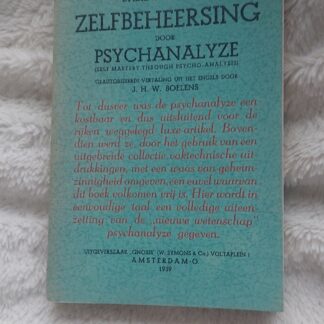 ZELFBEHEERSING
DOOR
PSYCHANALYZE
(SELF MASTERY THROUGH PSYCHO-ANALYSIS)
GEAUTORISEERDE VERTALING UIT HET ENGELS DOOR
J. H. W. BOELENS
Tot dusver was de psychanalyze een
kostbaar en dus uitsluitend voor de
rijken weggelegd luxe-artikel. Boven-
dien werd ze, door het gebruik van een
uitgebreide collectie vaktechnische uit-
drukkingen, met een waas van geheim-
zinnigheid omgeven, een euvel waarvan
dit boek volkomen vrij is. Hier wordt in
eenvoudige taal een volledige uiteen-
zetting van de „nieuwe wetenschap”
psychanalyze gegeven.
UITGEVERSZAAK „GNOSIS” (W. SYMONS & Co.) VOLTAPLEIN 1
AMSTERDAM-O.
1939